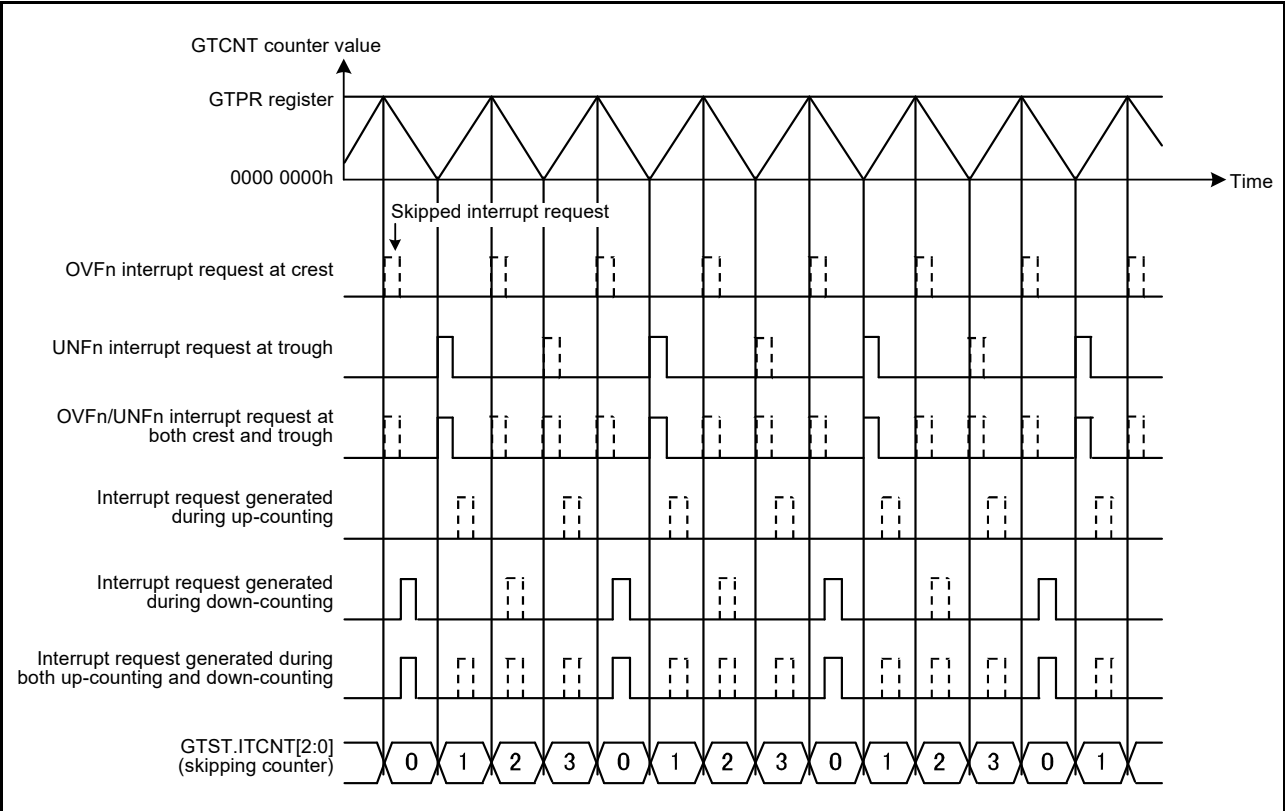 GTCNT counter value
GTPR register
0000 0000h
Time
Skipped interrupt request
OVFn interrupt request at crest
UNFn interrupt request at trough
OVFn/UNFn interrupt request at
both crest and trough
Interrupt request generated
during up-counting
Interrupt request generated
during down-counting
Interrupt request generated during
both up-counting and down-counting
GTST.ITCNT[2:0]
(skipping counter)
0 1 2 3 0 1 2 3 0 1 2 3 0 1